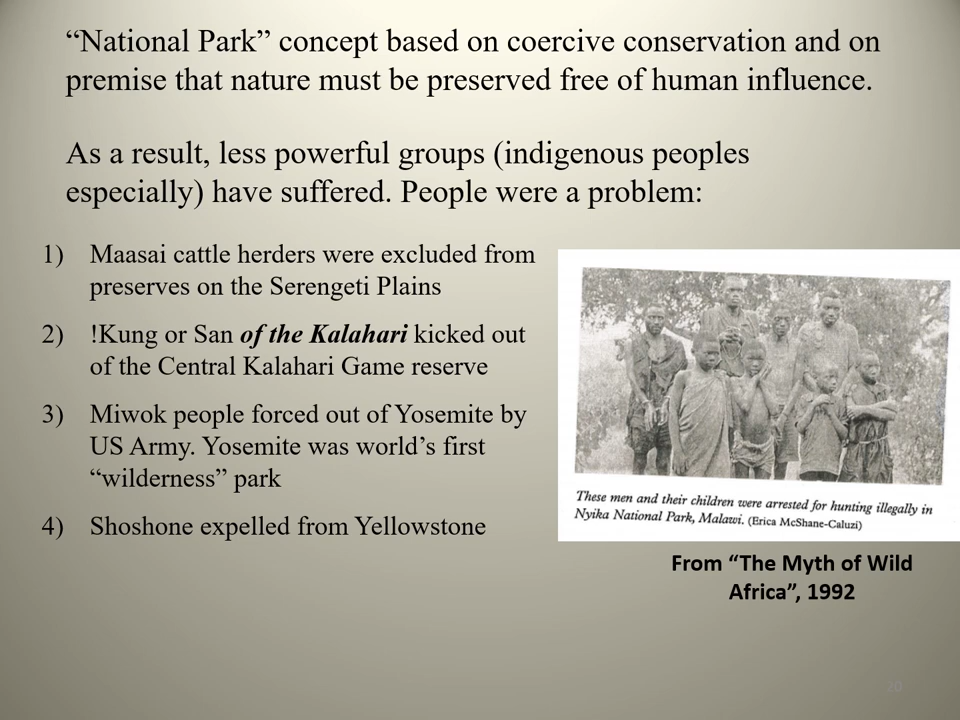 “National Park” concept based on coercive conservation and on
premise that nature must be preserved free of human influence.
As a result, less powerful groups (indigenous peoples
especially) have suffered. People were a problem:
1) Maasai cattle herders were excluded from
preserves on the Serengeti Plains
2) !Kung or San of the Kalahari kicked out
of the Central Kalahari Game reserve
3) Miwok people forced out of Yosemite by
US Army. Yosemite was world’s first
“wilderness” park
4) Shoshone expelled from Yellowstone
These men and their children were arrested for hunting illegally in
Nyika National Park, Malawi. (Erica McShane-Caluzi)
From “The Myth of Wild
Africa”, 1992
20